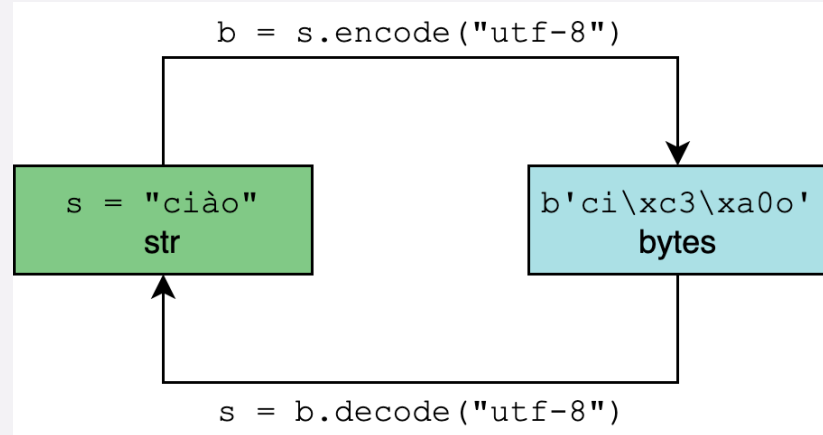 b = s.encode("utf-8")
s = "ciào"
str
b'ci\xc3\xa0o'
bytes
s = b.decode("utf-8")